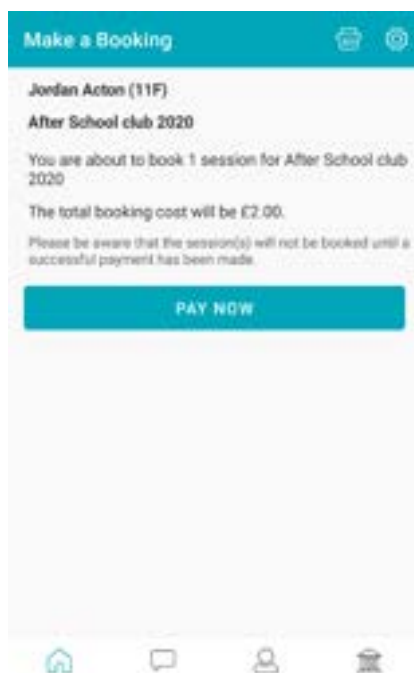 Make a Booking
Jordan Acton (11F)
After School club 2020
You are about to book 1 session for After School club
2020
The total booking cost will be £2.00.
Please be aware that the session(s) will not be booked until a
successful payment has been made.
PAY NOW